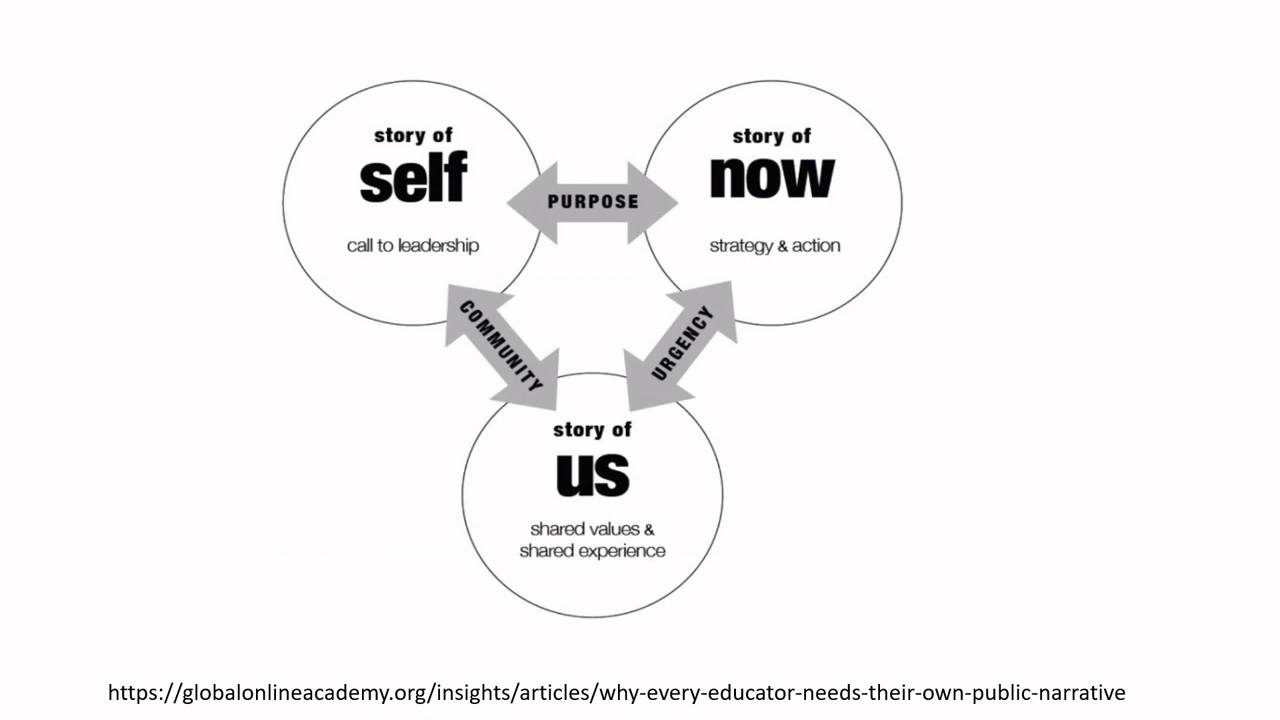 story of
self
call to leadership
PURPOSE
story of
now
strategy & action
COMMUNITY
URGENCY
story of
us
shared values &
shared experience
https://globalonlineacademy.org/insights/articles/why-every-educator-needs-their-own-public-narrative